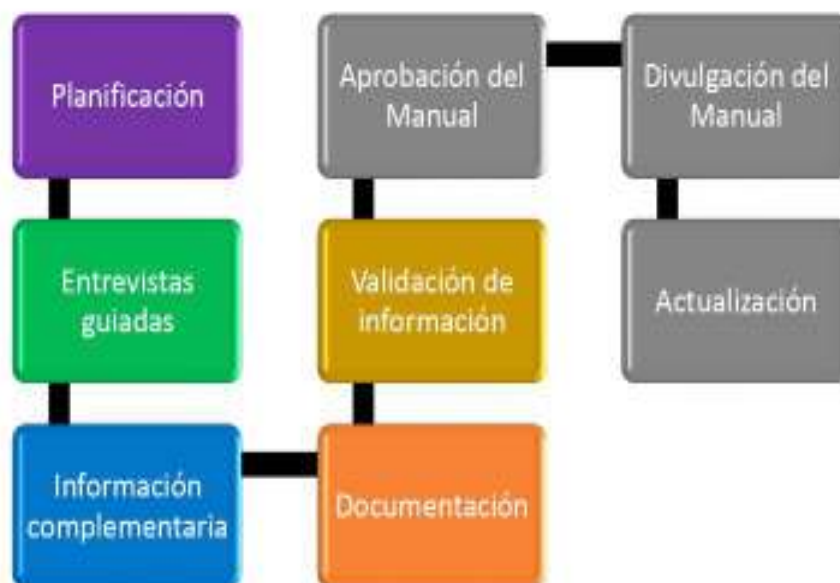 Planificación
Entrevistas
guiadas
Información
complementaria
Documentación
Validación de
información
Aprobación del
Manual
Divulgación del
Manual
Actualización